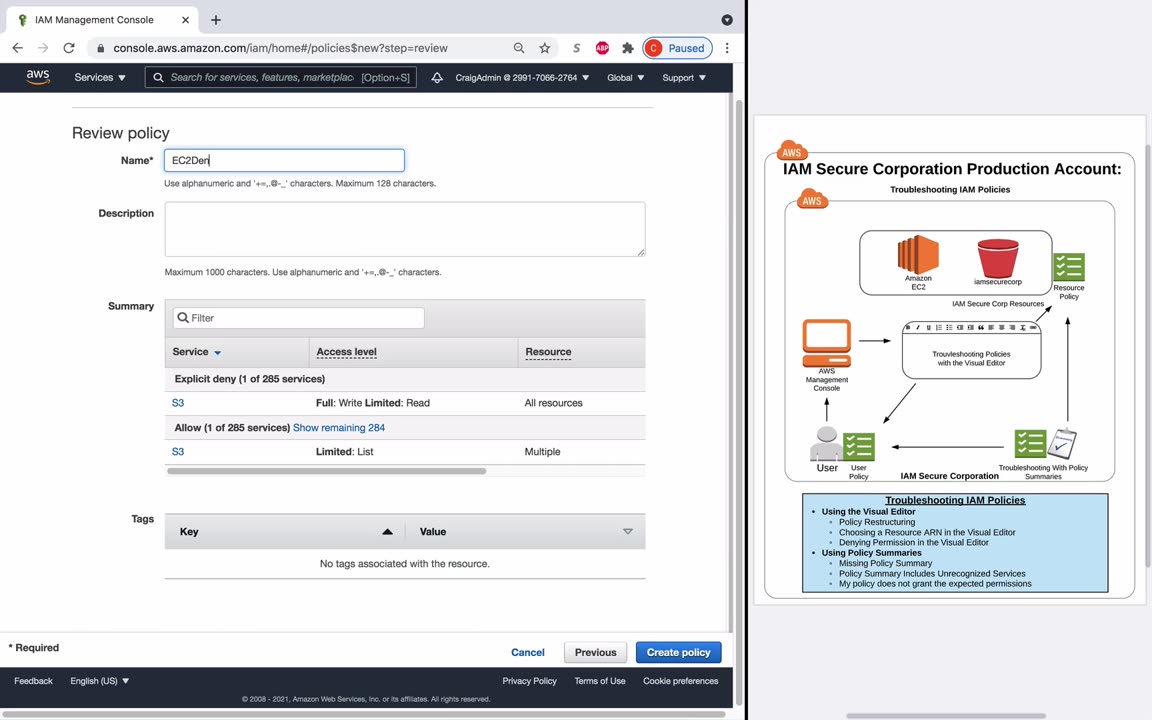 IAM Management Console
console.aws.amazon.com/iam/home#/policies$new?step=review
S
ABP
C Paused
aws
Services
Search for services, features, marketplac [Option+S]
CraigAdmin @ 2991-7066-2764
Global
Support
Review policy
Name* EC2Den
Use alphanumeric and '+=,.@-_' characters. Maximum 128 characters.
Description
Maximum 1000 characters. Use alphanumeric and '+=,.@-_' characters.
Summary
Filter
Service Access level Resource
Explicit deny (1 of 285 services)
S3 Full: Write Limited: Read All resources
Allow (1 of 285 services) Show remaining 284
S3 Limited: List Multiple
Tags
Key Value
No tags associated with the resource.
* Required
Cancel Previous Create policy
Feedback English (US) Privacy Policy Terms of Use Cookie preferences
© 2008 - 2021, Amazon Web Services, Inc. or its affiliates. All rights reserved.
AWS
IAM Secure Corporation Production Account:
Troubleshooting IAM Policies
AWS
Amazon
EC2
iamsecurecorp
Resource
Policy
IAM Secure Corp Resources
Trouvleshooting Policies
with the Visual Editor
AWS
Management
Console
User
User
Policy
IAM Secure Corporation
Troubleshooting With Policy
Summaries
Troubleshooting IAM Policies
• Using the Visual Editor
◦ Policy Restructuring
◦ Choosing a Resource ARN in the Visual Editor
◦ Denying Permission in the Visual Editor
• Using Policy Summaries
◦ Missing Policy Summary
◦ Policy Summary Includes Unrecognized Services
◦ My policy does not grant the expected permissions